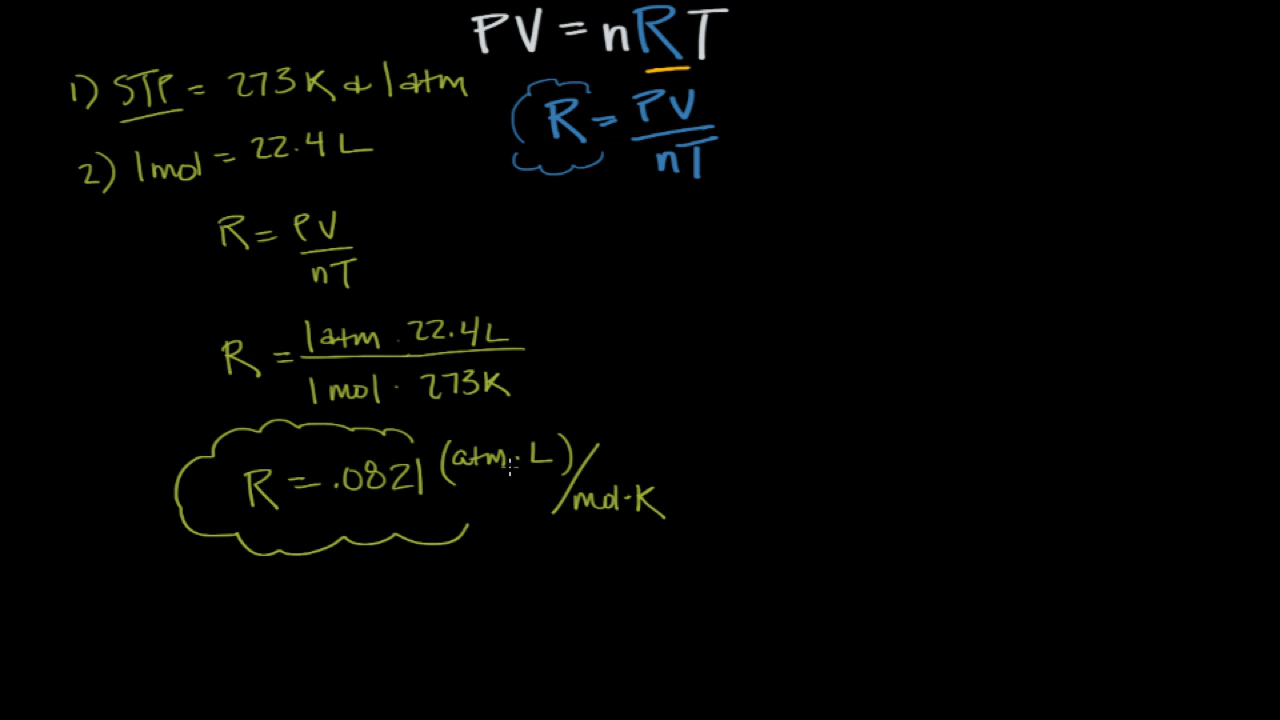 PV = nRT
1) STP = 273K & 1atm
R = PV / nT
2) 1mol = 22.4 L
R = PV / nT
R = 1atm · 22.4L / 1mol · 273K
R = .0821 (atm · L) / mol·K